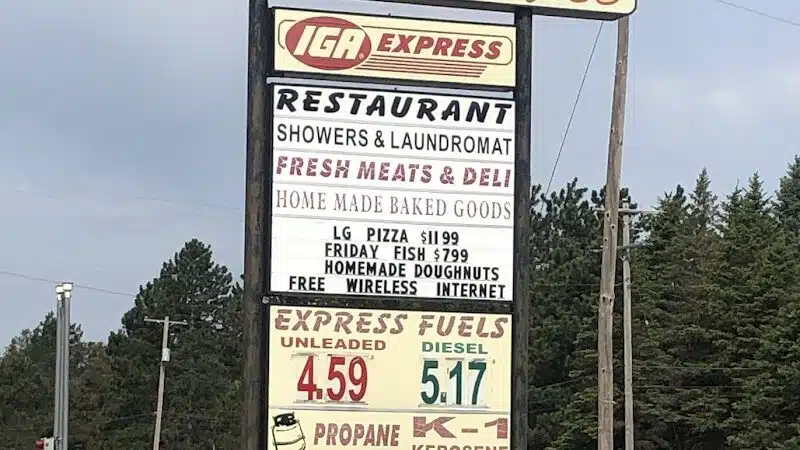 IGA EXPRESS
RESTAURANT
SHOWERS & LAUNDROMAT
FRESH MEATS & DELI
HOME MADE BAKED GOODS
LG PIZZA $11 99
FRIDAY FISH $7 99
HOMEMADE DOUGHNUTS
FREE WIRELESS INTERNET
EXPRESS FUELS
UNLEADED DIESEL
4.59 5.17
PROPANE K-1
KEROSENE